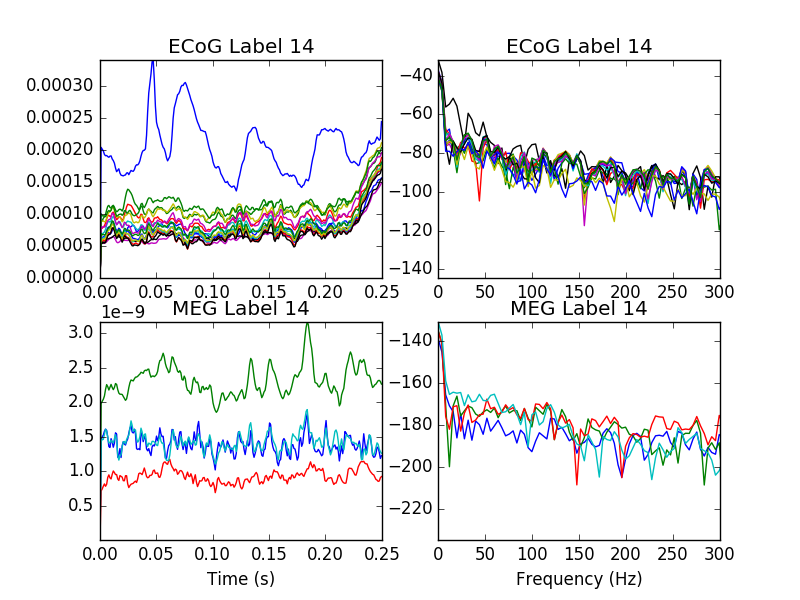 ECoG Label 14
ECoG Label 14
0.00030
0.00025
0.00020
0.00015
0.00010
0.00005
0.00000
0.00 0.05 0.10 0.15 0.20 0.25
−40
−60
−80
−100
−120
−140
0 50 100 150 200 250 300
MEG Label 14
MEG Label 14
1e−9
3.0
2.5
2.0
1.5
1.0
0.5
0.00 0.05 0.10 0.15 0.20 0.25
Time (s)
−140
−160
−180
−200
−220
0 50 100 150 200 250 300
Frequency (Hz)